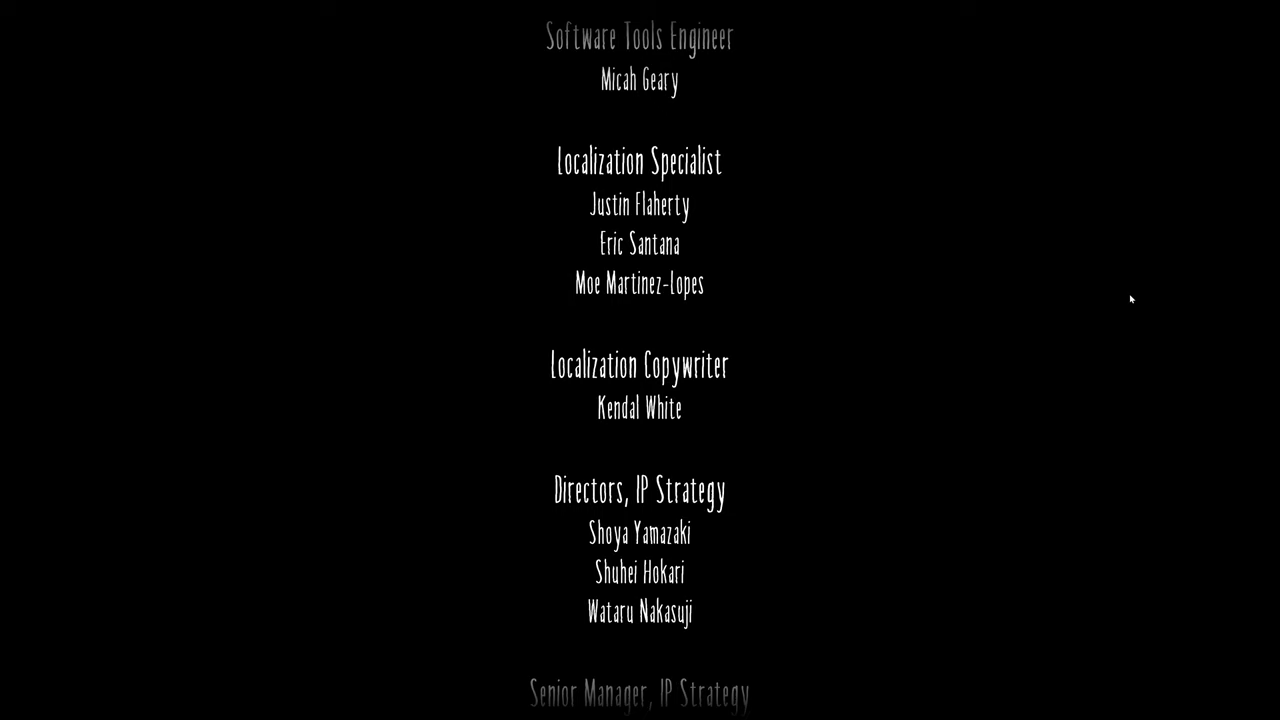 Software Tools Engineer
Micah Geary
Localization Specialist
Justin Flaherty
Eric Santana
Moe Martinez-Lopes
Localization Copywriter
Kendal White
Directors, IP Strategy
Shoya Yamazaki
Shuhei Hokari
Wataru Nakasuji
Senior Manager, IP Strategy